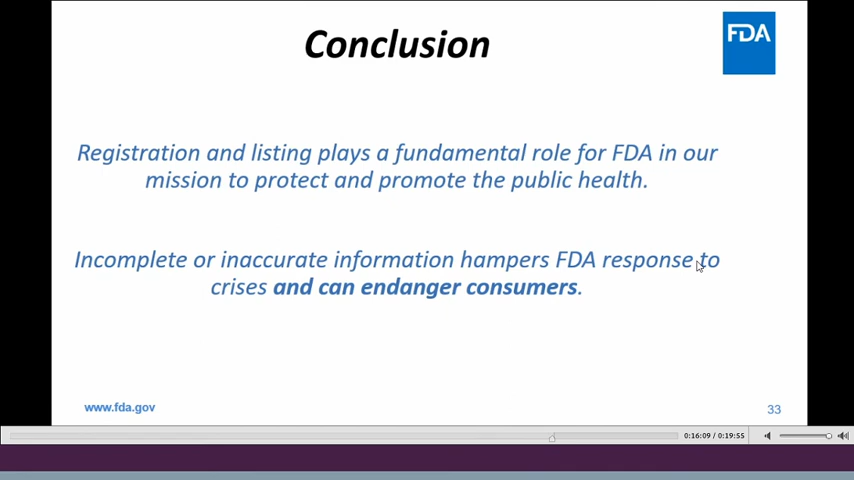 Conclusion
FDA
Registration and listing plays a fundamental role for FDA in our
mission to protect and promote the public health.
Incomplete or inaccurate information hampers FDA response to
crises and can endanger consumers.
www.fda.gov
33
0:16:09 / 0:19:55